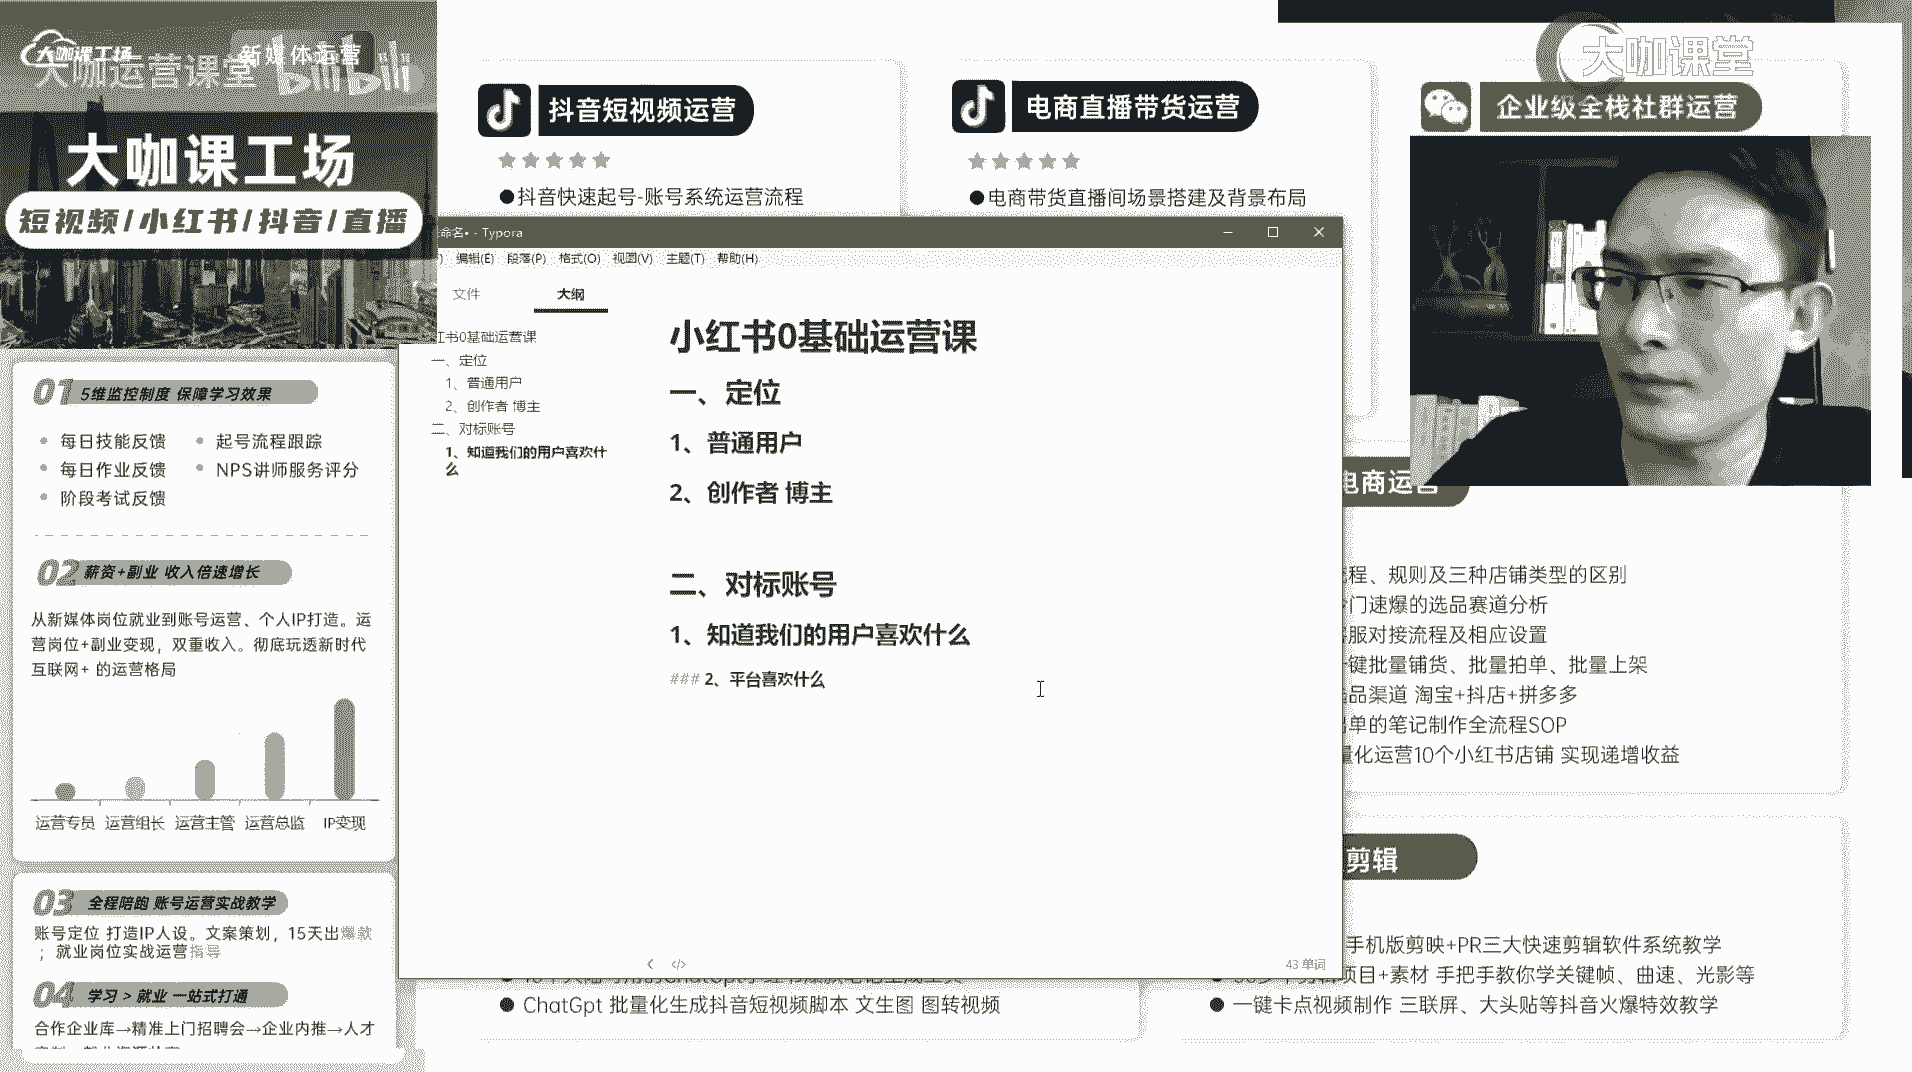 大咖课工场
新媒体运营
大咖运营课堂 bilibili
大咖课工场
短视频/小红书/抖音/直播
01 5维监控制度 保障学习效果
每日技能反馈
起号流程跟踪
每日作业反馈
NPS讲师服务评分
阶段考试反馈
02 薪资+副业 收入倍速增长
从新媒体岗位就业到账号运营、个人IP打造。运
营岗位+副业变现，双重收入。彻底玩透新时代
互联网+ 的运营格局
运营专员 运营组长 运营主管 运营总监 IP变现
03 全程陪跑 账号运营实战教学
账号定位 打造IP人设。文案策划，15天出爆款
；就业岗位实战运营指导
04 学习 > 就业 一站式打通
合作企业库→精准上门招聘会→企业内推→人才
抖音短视频运营
●抖音快速起号-账号系统运营流程
电商直播带货运营
●电商带货直播间场景搭建及背景布局
大咖课堂
企业级全栈社群运营
命名• - Typora
编辑(E) 段落(P) 格式(O) 视图(V) 主题(T) 帮助(H)
文件 大纲
红书0基础运营课
一、定位
1、普通用户
2、创作者 博主
二、对标账号
1、知道我们的用户喜欢什
么
小红书0基础运营课
一、定位
1、普通用户
2、创作者 博主
二、对标账号
1、知道我们的用户喜欢什么
### 2、平台喜欢什么
43 单词
电商运营
程、规则及三种店铺类型的区别
门速爆的选品赛道分析
服对接流程及相应设置
键批量铺货、批量拍单、批量上架
品渠道 淘宝+抖店+拼多多
单的笔记制作全流程SOP
量化运营10个小红书店铺 实现递增收益
剪辑
手机版剪映+PR三大快速剪辑软件系统教学
项目+素材 手把手教你学关键帧、曲速、光影等
● 一键卡点视频制作 三联屏、大头贴等抖音火爆特效教学
● ChatGpt 批量化生成抖音短视频脚本 文生图 图转视频